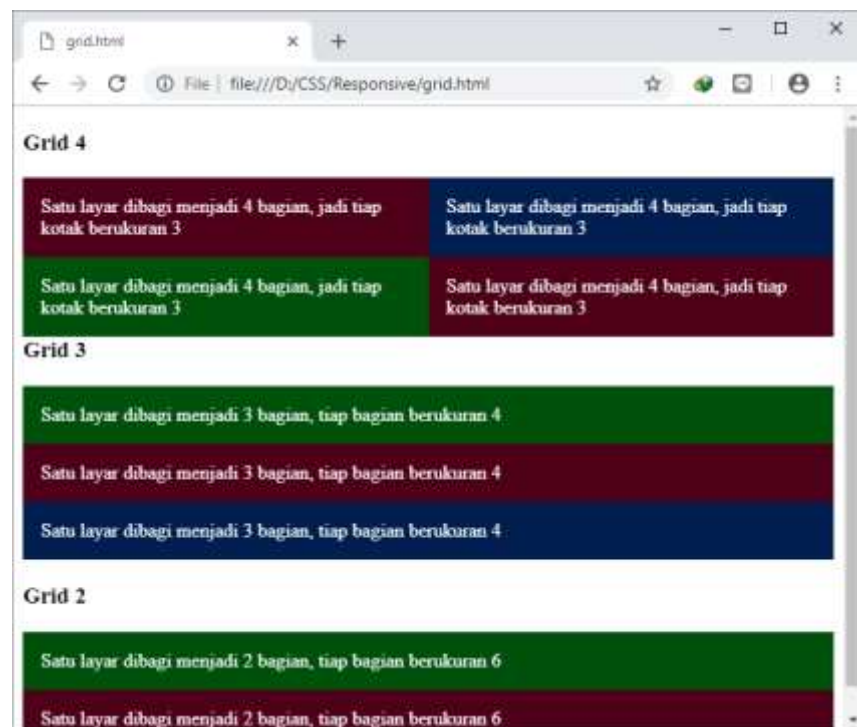 grid.html
File | file:///D:/CSS/Responsive/grid.html
Grid 4
Satu layar dibagi menjadi 4 bagian, jadi tiap
kotak berukuran 3
Satu layar dibagi menjadi 4 bagian, jadi tiap
kotak berukuran 3
Satu layar dibagi menjadi 4 bagian, jadi tiap
kotak berukuran 3
Satu layar dibagi menjadi 4 bagian, jadi tiap
kotak berukuran 3
Grid 3
Satu layar dibagi menjadi 3 bagian, tiap bagian berukuran 4
Satu layar dibagi menjadi 3 bagian, tiap bagian berukuran 4
Satu layar dibagi menjadi 3 bagian, tiap bagian berukuran 4
Grid 2
Satu layar dibagi menjadi 2 bagian, tiap bagian berukuran 6
Satu layar dibagi menjadi 2 bagian, tiap bagian berukuran 6